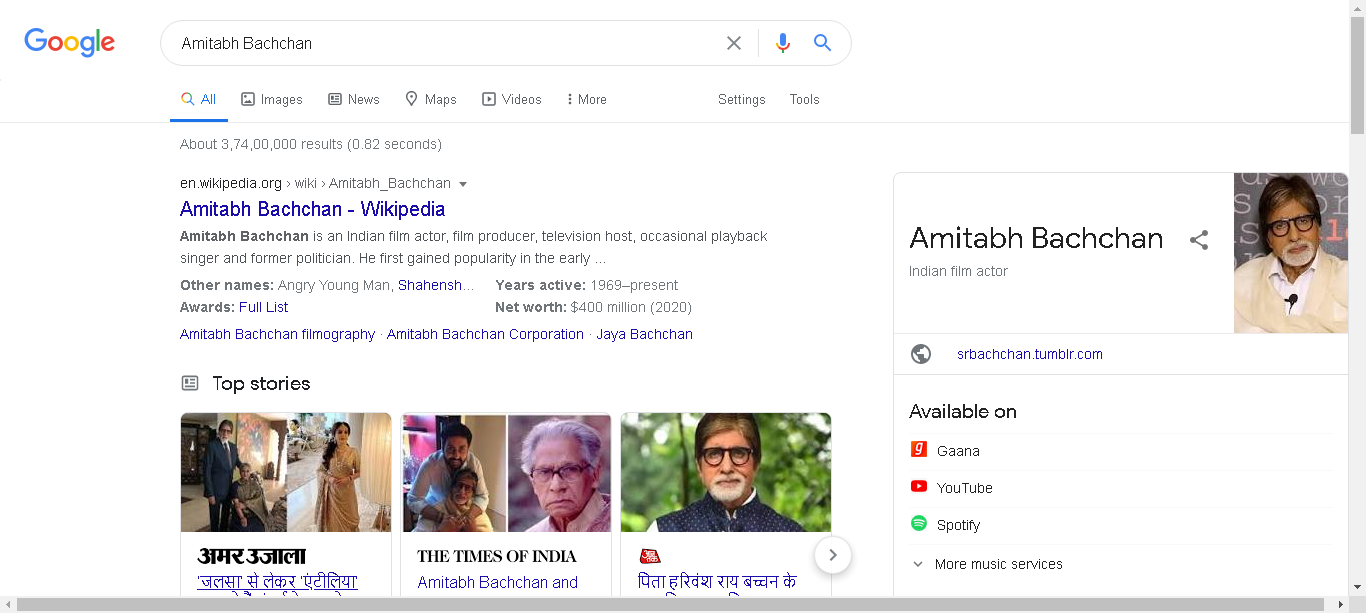 Google
Amitabh Bachchan
All
Images
News
Maps
Videos
More
Settings
Tools
About 3,74,00,000 results (0.82 seconds)
en.wikipedia.org › wiki › Amitabh_Bachchan
Amitabh Bachchan - Wikipedia
Amitabh Bachchan is an Indian film actor, film producer, television host, occasional playback
singer and former politician. He first gained popularity in the early ...
Other names: Angry Young Man, Shahensh...
Years active: 1969–present
Awards: Full List
Net worth: $400 million (2020)
Amitabh Bachchan filmography · Amitabh Bachchan Corporation · Jaya Bachchan
Top stories
अमर उजाला
'जलसा' से लेकर 'एंटीलिया'
THE TIMES OF INDIA
Amitabh Bachchan and
पिता हरिवंश राय बच्चन के
Amitabh Bachchan
Indian film actor
srbachchan.tumblr.com
Available on
Gaana
YouTube
Spotify
More music services